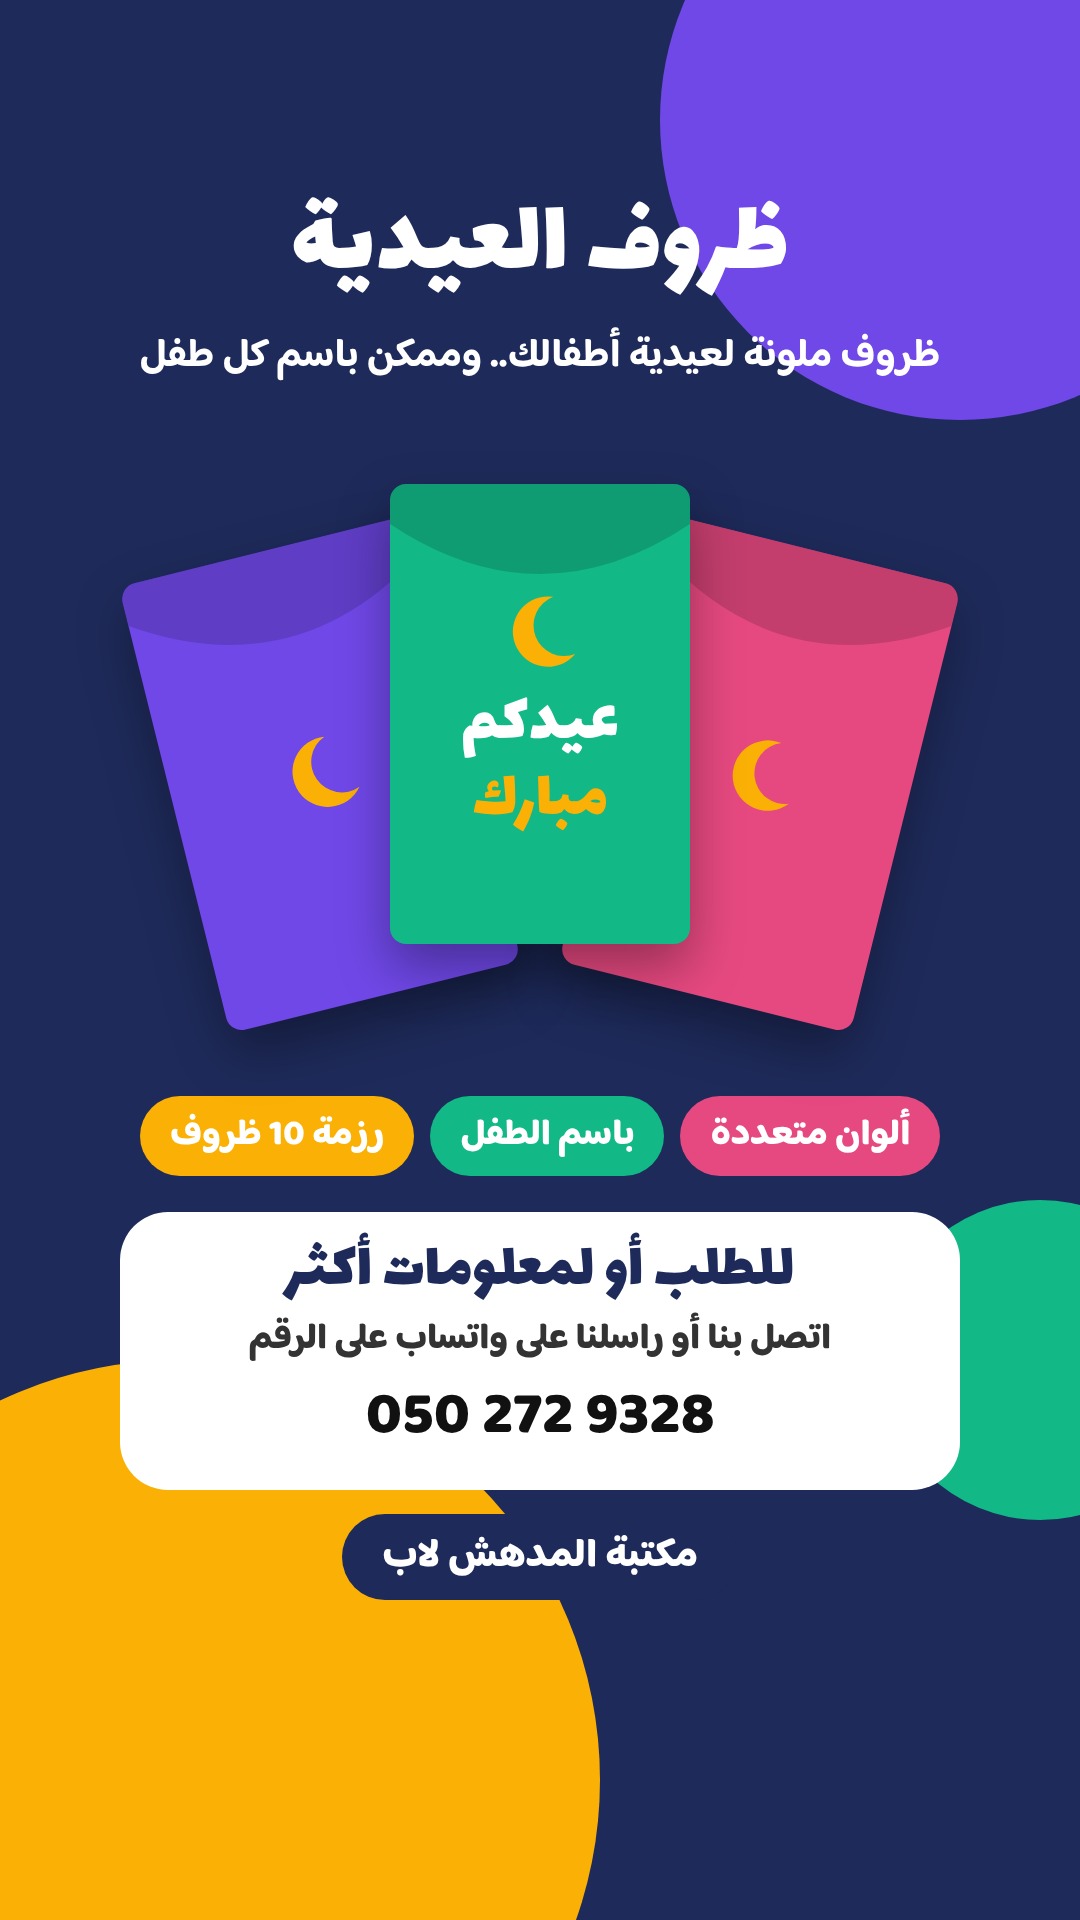 ظروف العيدية
ظروف ملونة لعيدية أطفالك.. وممكن باسم كل طفل
عيدكم
مبارك
ألوان متعددة
باسم الطفل
رزمة 10 ظروف
للطلب أو لمعلومات أكثر
اتصل بنا أو راسلنا على واتساب على الرقم
050 272 9328
مكتبة المدهش لاب